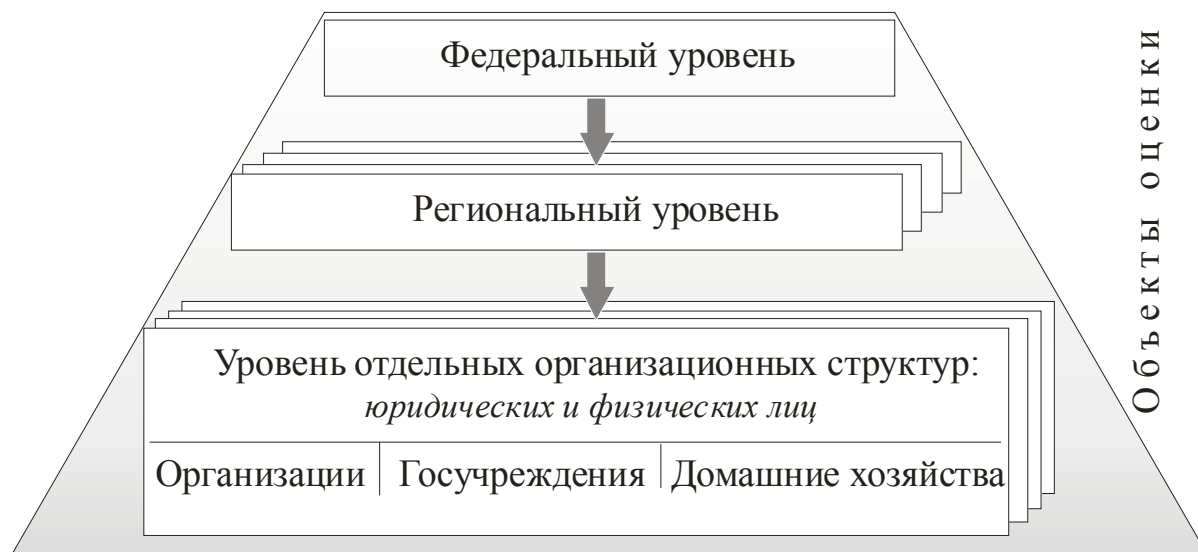 Федеральный уровень
Региональный уровень
Уровень отдельных организационных структур:
юридических и физических лиц
Организации Госучреждения Домашние хозяйства
Объекты оценки